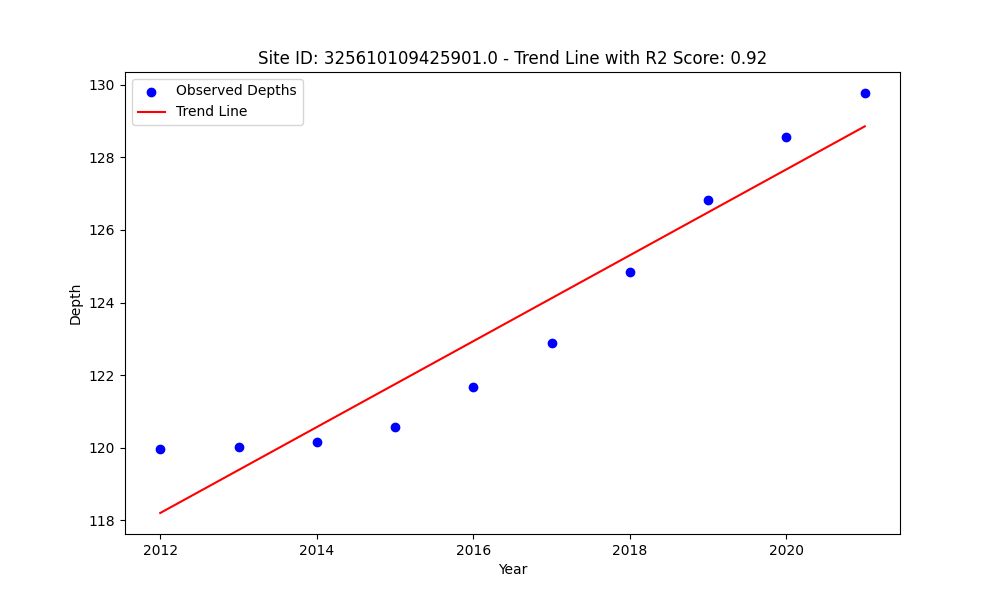 Site ID: 325610109425901.0 - Trend Line with R2 Score: 0.92
Observed Depths
Trend Line
130
128
126
124
122
120
118
Depth
2012
2014
2016
2018
2020
Year